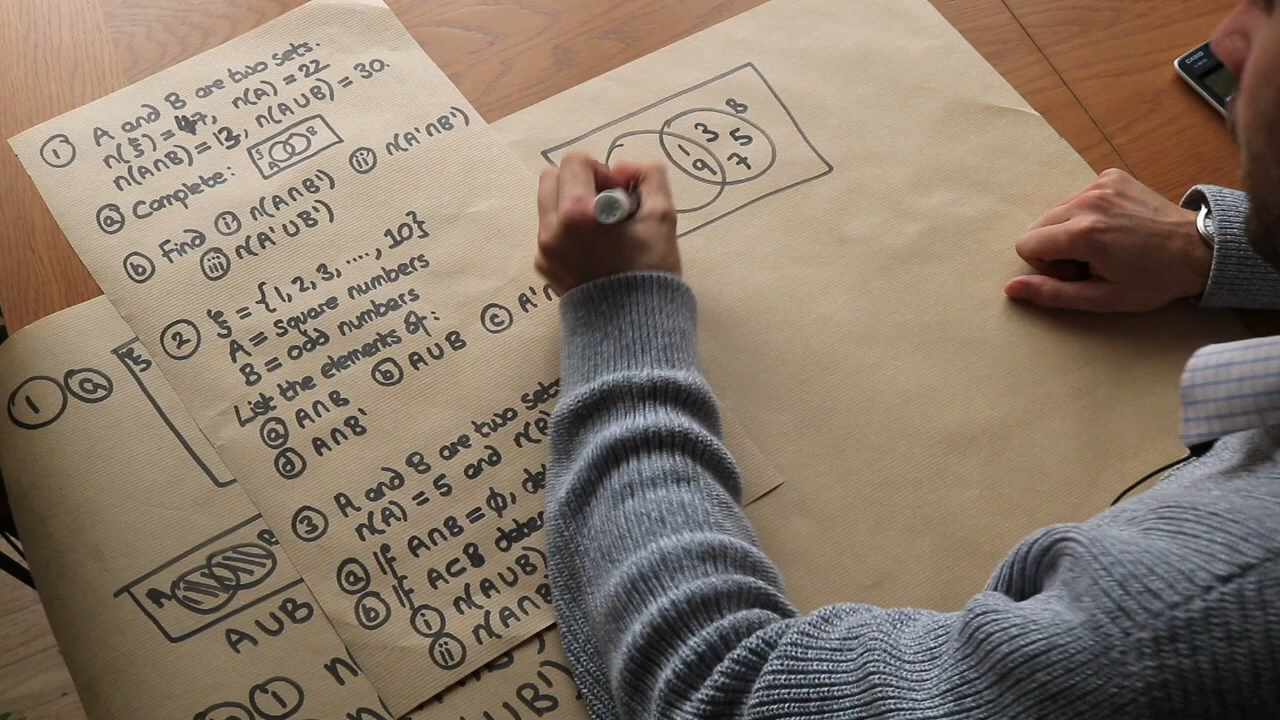 ① A and B are two sets.
n(ξ) = 47, n(A) = 22
n(A∩B) = 13, n(A∪B) = 30.
ⓐ Complete: ξ A B
ⓑ Find ⓘ n(A∩B') ⓘⓘ n(A'∩B')
ⓘⓘⓘ n(A'∪B')
② ξ = {1, 2, 3, ...., 10}
A = square numbers
B = odd numbers
List the elements of:
ⓐ A∩B ⓑ A∪B ⓒ A'∩
ⓓ A∩B'
③ A and B are two sets
n(A) = 5 and n(B
ⓐ If A∩B = ϕ, de
ⓑ If A⊂B deter
ⓘ n(A∪B)
ⓘⓘ n(A∩B
① ⓐ ξ
A
A∪B
ⓘ n
∪B')
B
3
1 5
9 7
CASIO